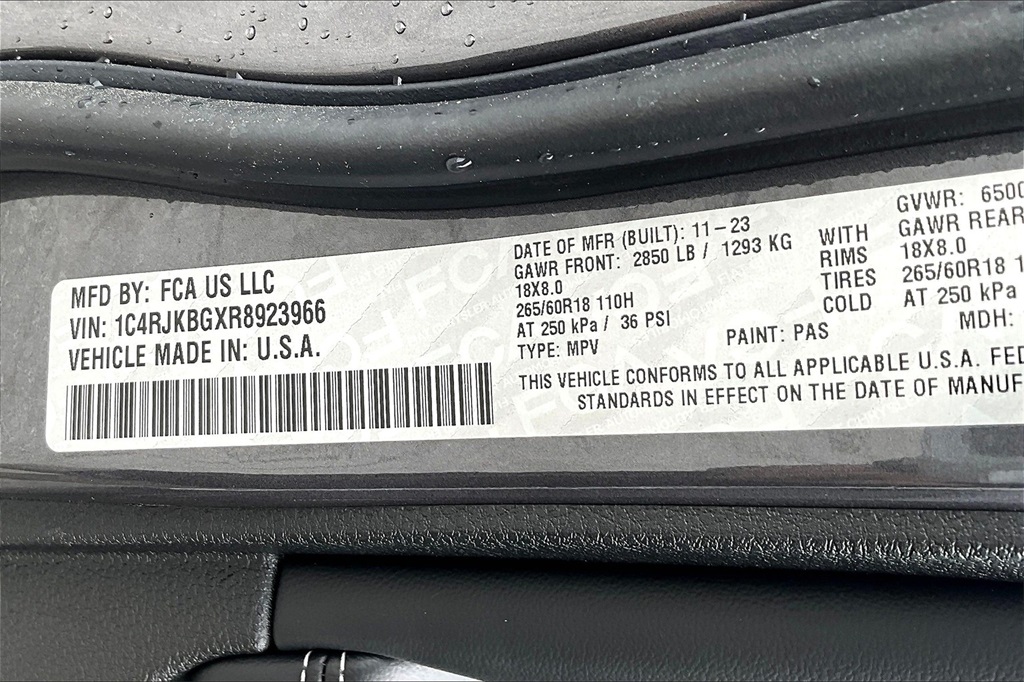 MFD BY: FCA US LLC
VIN: 1C4RJKBGXR8923966
VEHICLE MADE IN: U.S.A.
DATE OF MFR (BUILT): 11-23
GAWR FRONT: 2850 LB / 1293 KG
18X8.0
265/60R18 110H
AT 250 kPa / 36 PSI
TYPE: MPV
PAINT: PAS
WITH
RIMS
TIRES
COLD
GVWR: 6500
GAWR REAR
18X8.0
265/60R18 1
AT 250 kPa
MDH:
THIS VEHICLE CONFORMS TO ALL APPLICABLE U.S.A. FED
STANDARDS IN EFFECT ON THE DATE OF MANUF